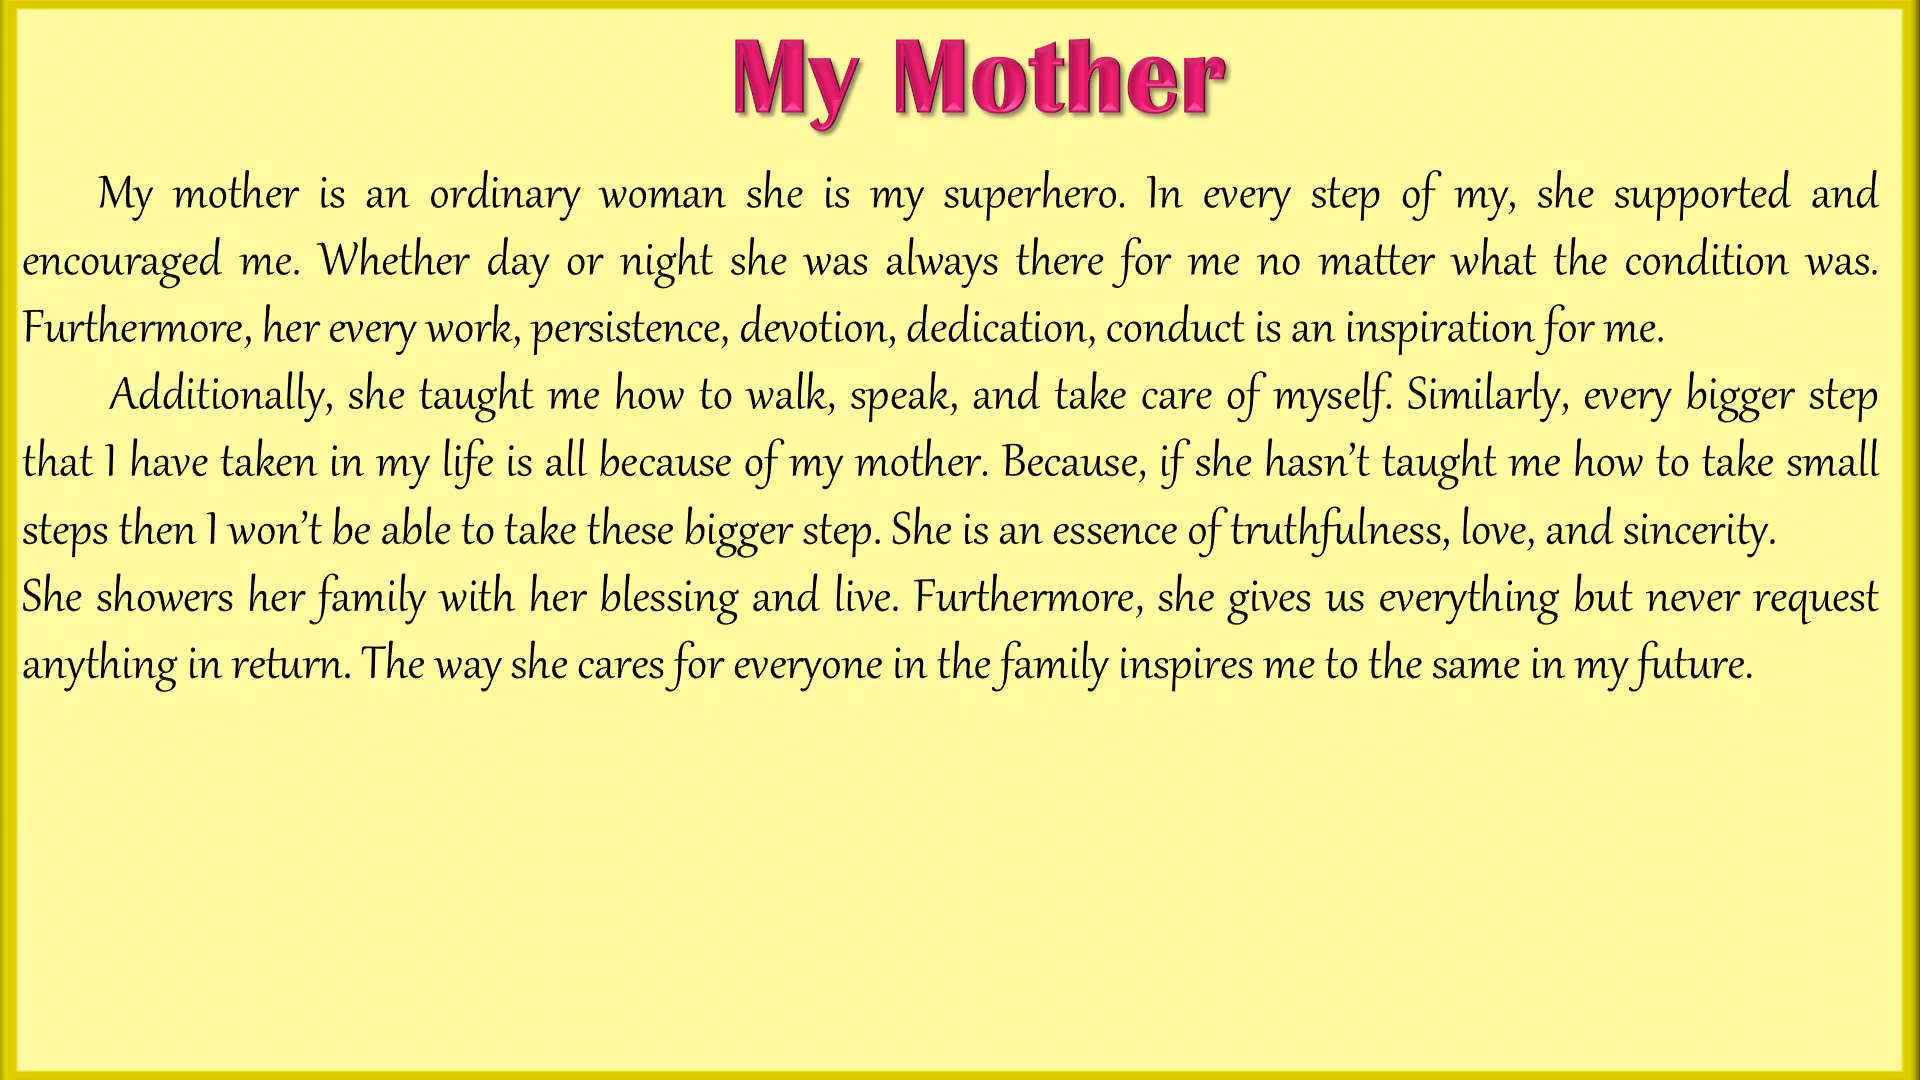 My Mother
My mother is an ordinary woman she is my superhero. In every step of my, she supported and
encouraged me. Whether day or night she was always there for me no matter what the condition was.
Furthermore, her every work, persistence, devotion, dedication, conduct is an inspiration for me.
Additionally, she taught me how to walk, speak, and take care of myself. Similarly, every bigger step
that I have taken in my life is all because of my mother. Because, if she hasn't taught me how to take small
steps then I won't be able to take these bigger step. She is an essence of truthfulness, love, and sincerity.
She showers her family with her blessing and live. Furthermore, she gives us everything but never request
anything in return. The way she cares for everyone in the family inspires me to the same in my future.